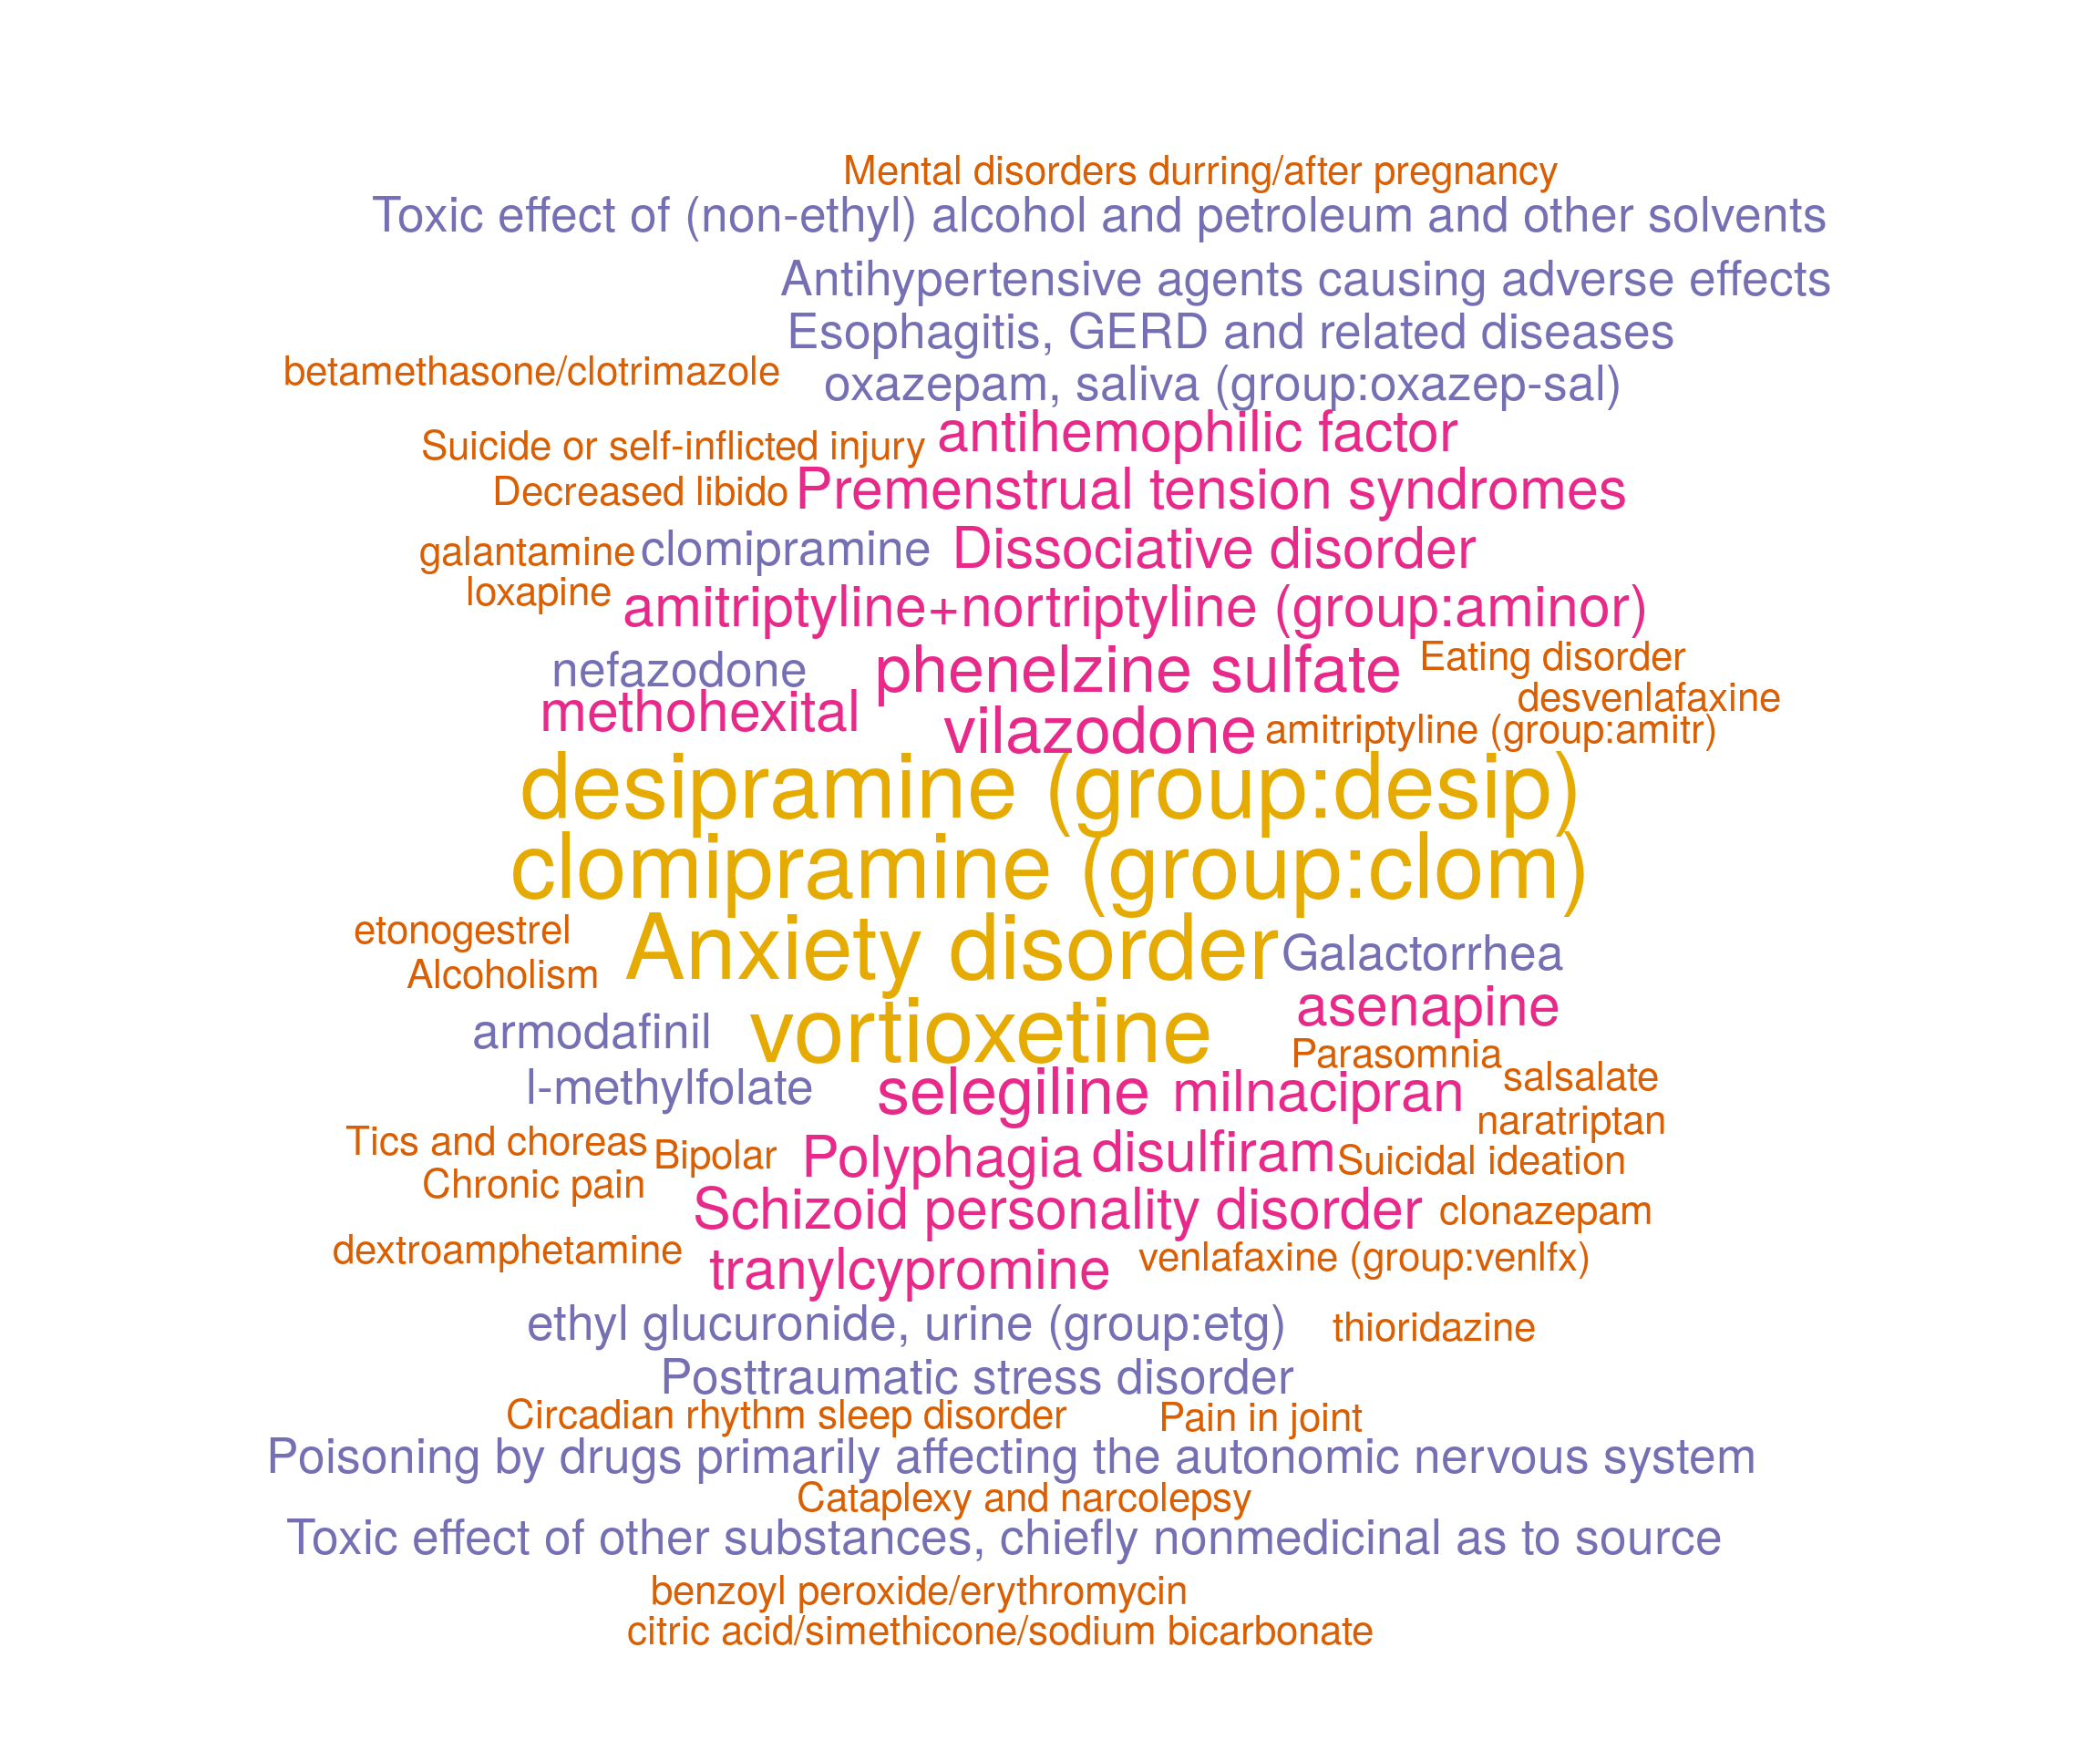 Mental disorders durring/after pregnancy
Toxic effect of (non-ethyl) alcohol and petroleum and other solvents
Antihypertensive agents causing adverse effects
Esophagitis, GERD and related diseases
betamethasone/clotrimazole
oxazepam, saliva (group:oxazep-sal)
antihemophilic factor
Suicide or self-inflicted injury
Decreased libido
Premenstrual tension syndromes
galantamine
clomipramine
Dissociative disorder
loxapine
amitriptyline+nortriptyline (group:aminor)
nefazodone
phenelzine sulfate
Eating disorder
desvenlafaxine
methohexital
vilazodone
amitriptyline (group:amitr)
desipramine (group:desip)
clomipramine (group:clom)
etonogestrel
Anxiety disorder
Galactorrhea
Alcoholism
asenapine
armodafinil
vortioxetine
Parasomnia
salsalate
l-methylfolate
selegiline
milnacipran
naratriptan
Tics and choreas
Bipolar
Polyphagia
disulfiram
Suicidal ideation
Chronic pain
Schizoid personality disorder
clonazepam
dextroamphetamine
tranylcypromine
venlafaxine (group:venlfx)
ethyl glucuronide, urine (group:etg)
thioridazine
Posttraumatic stress disorder
Circadian rhythm sleep disorder
Pain in joint
Poisoning by drugs primarily affecting the autonomic nervous system
Cataplexy and narcolepsy
Toxic effect of other substances, chiefly nonmedicinal as to source
benzoyl peroxide/erythromycin
citric acid/simethicone/sodium bicarbonate